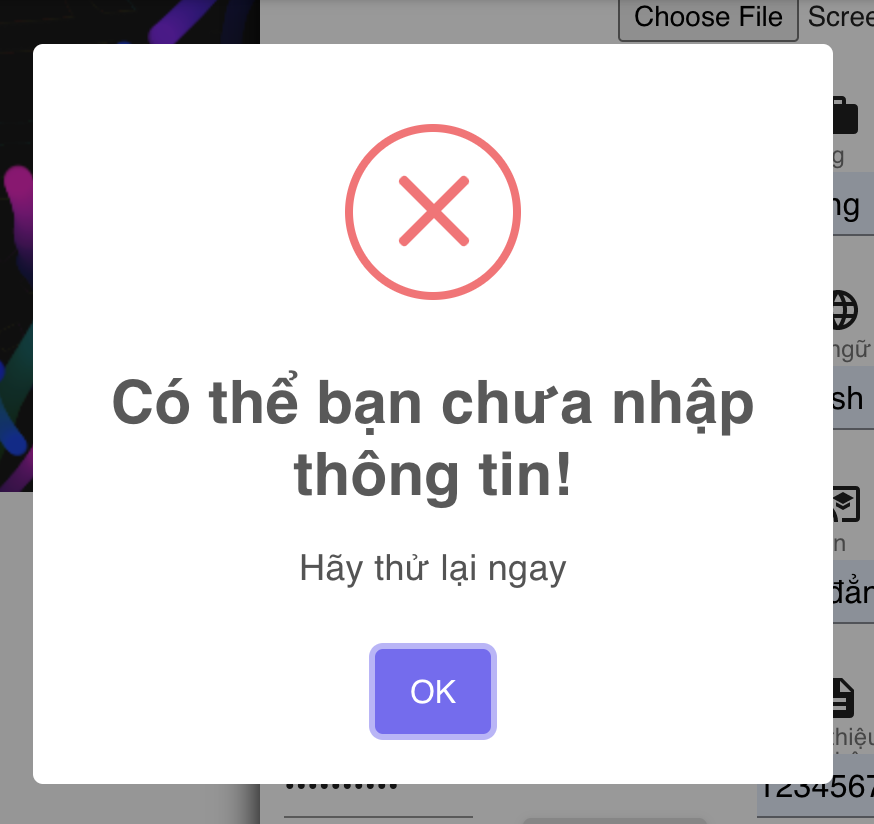 Choose File
Có thể bạn chưa nhập
thông tin!
Hãy thử lại ngay
OK